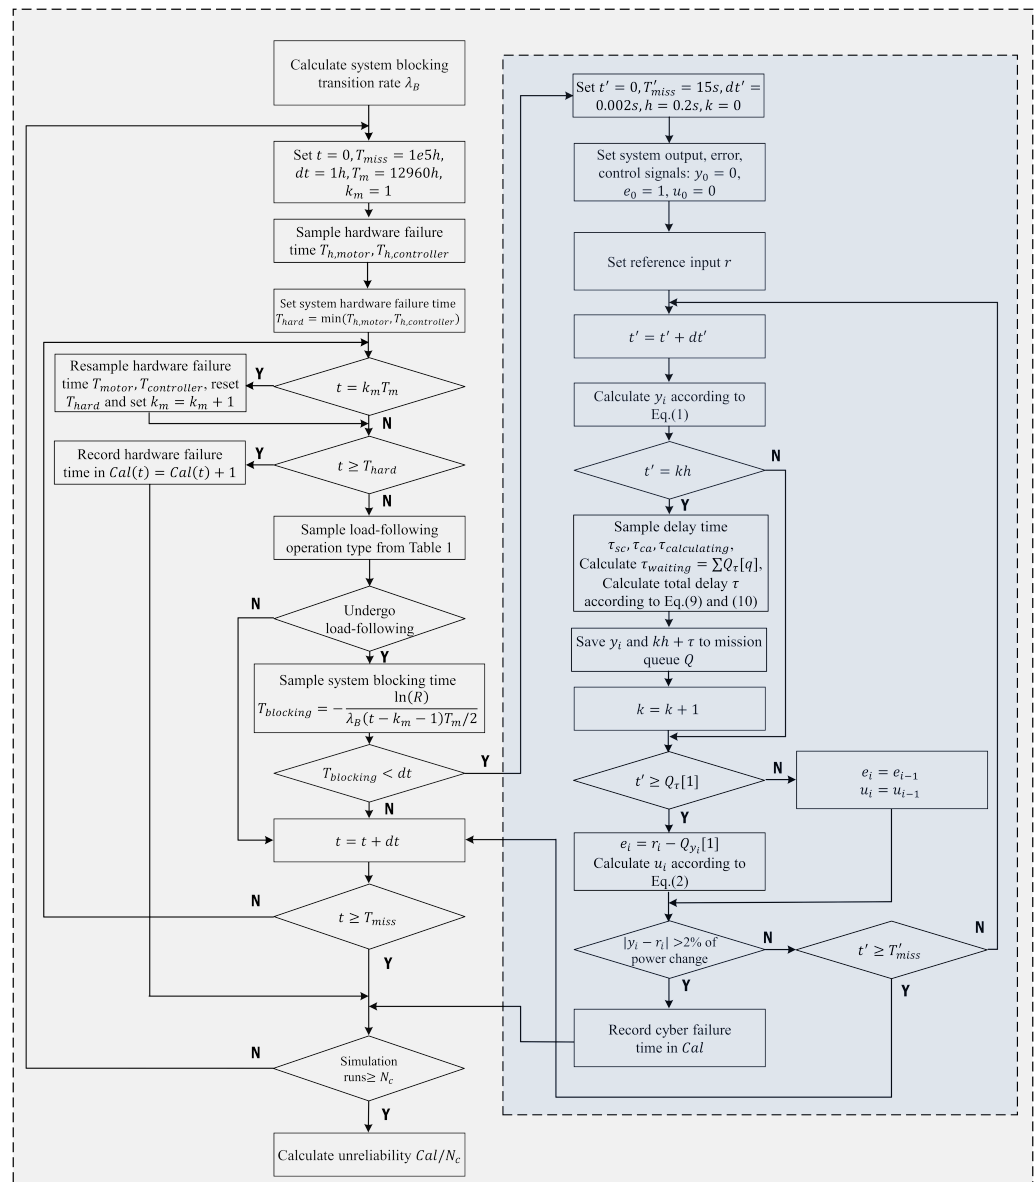 Calculate system blocking
transition rate λ_B
Set t = 0, T_miss = 1e5h,
dt = 1h, T_m = 12960h,
k_m = 1
Sample hardware failure
time T_h,motor, T_h,controller
Set system hardware failure time
T_hard = min(T_h,motor, T_h,controller)
t = k_m T_m
Y
N
Resample hardware failure
time T_motor, T_controller, reset
T_hard and set k_m = k_m + 1
t ≥ T_hard
Y
N
Record hardware failure
time in Cal(t) = Cal(t) + 1
Sample load-following
operation type from Table 1
Undergo
load-following
N
Y
Sample system blocking time
T_blocking = − ln(R) / λ_B(t − k_m − 1)T_m/2
T_blocking < dt
Y
N
t = t + dt
t ≥ T_miss
N
Y
Simulation
runs≥ N_c
N
Y
Calculate unreliability Cal/N_c
Set t′ = 0, T′_miss = 15s, dt′ =
0.002s, h = 0.2s, k = 0
Set system output, error,
control signals: y_0 = 0,
e_0 = 1, u_0 = 0
Set reference input r
t′ = t′ + dt′
Calculate y_i according to
Eq.(1)
t′ = kh
N
Y
Sample delay time
τ_sc, τ_ca, τ_calculating,
Calculate τ_waiting = ∑Q_τ[q],
Calculate total delay τ
according to Eq.(9) and (10)
Save y_i and kh + τ to mission
queue Q
k = k + 1
t′ ≥ Q_τ[1]
N
Y
e_i = e_i−1
u_i = u_i−1
e_i = r_i − Q_y_i[1]
Calculate u_i according to
Eq.(2)
|y_i − r_i| >2% of
power change
N
Y
t′ ≥ T′_miss
N
Y
Record cyber failure
time in Cal